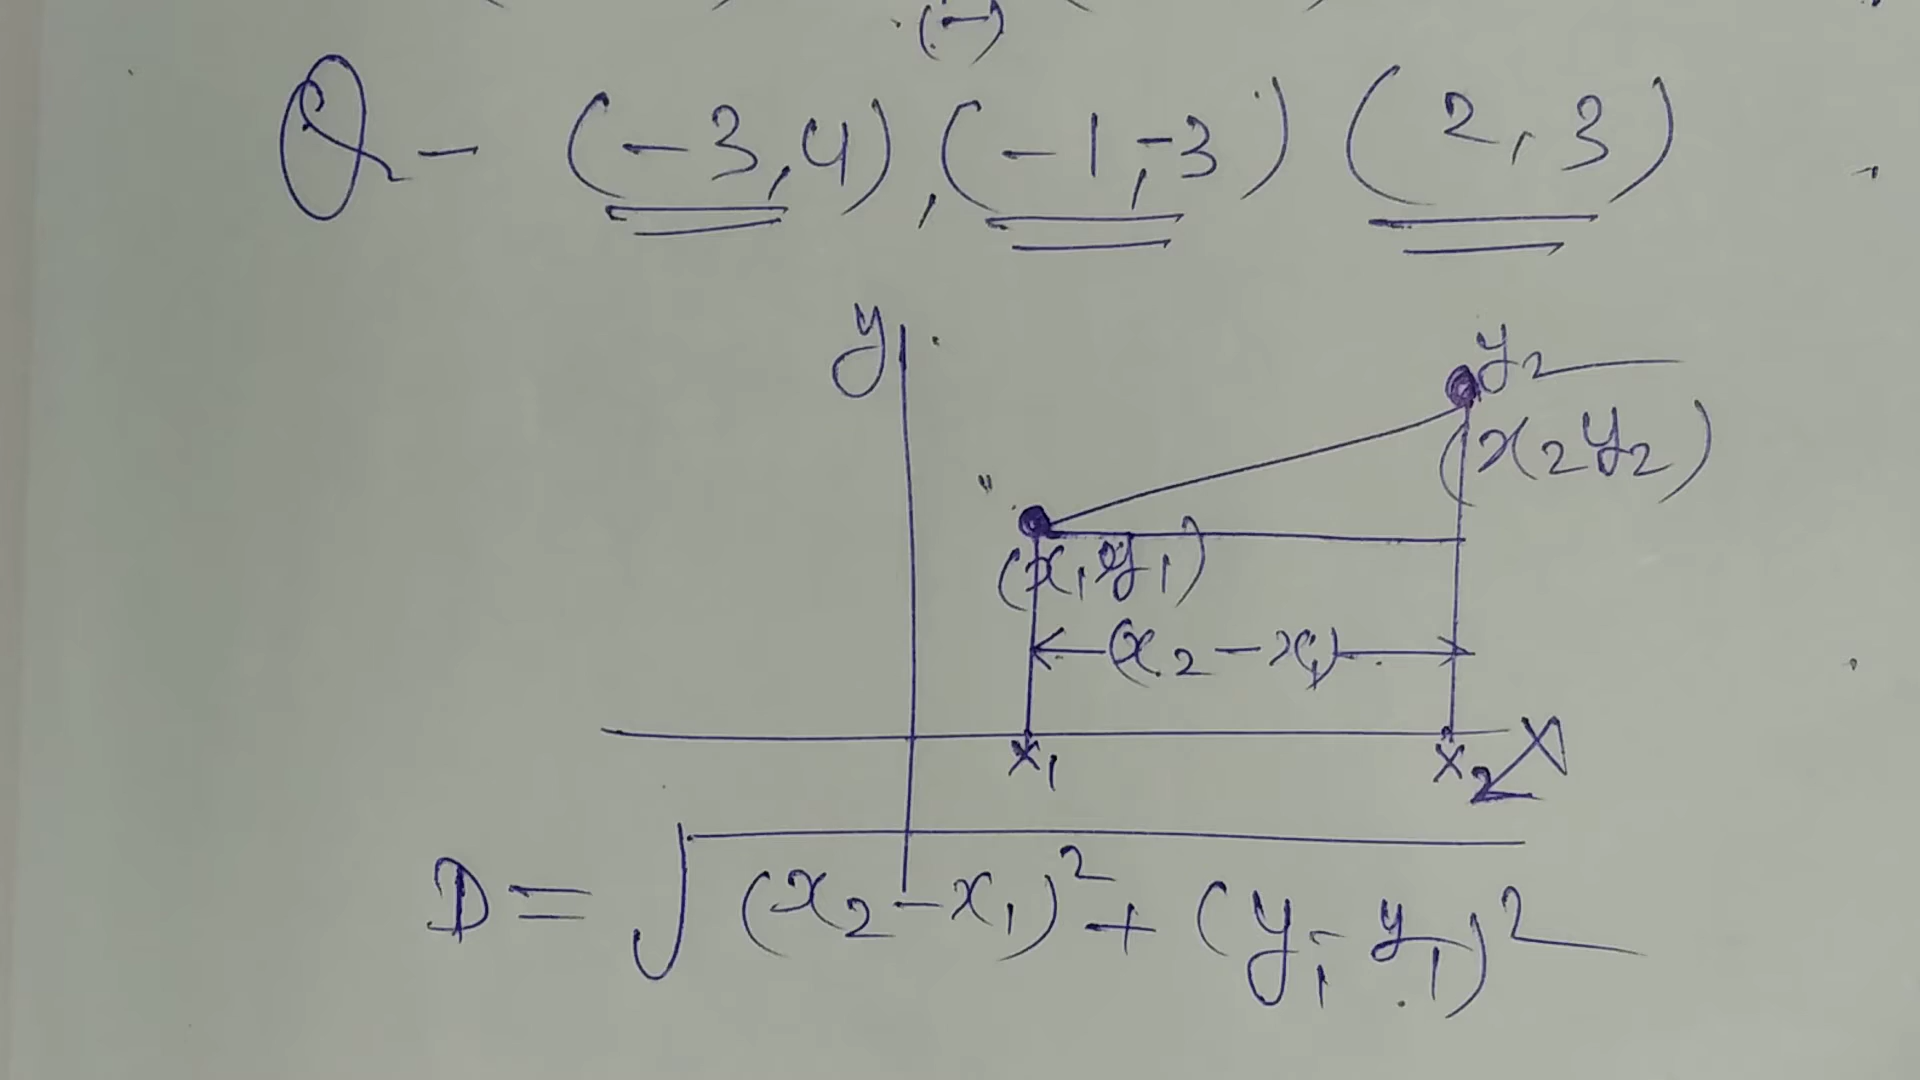 (-)
Q - (-3,4), (-1,-3) (2,3)
y
y2
(x2 y2)
(x1 y1)
(x2 - x1)
x1 x2 X
D = √(x2 - x1)² + (y1 - y1)²